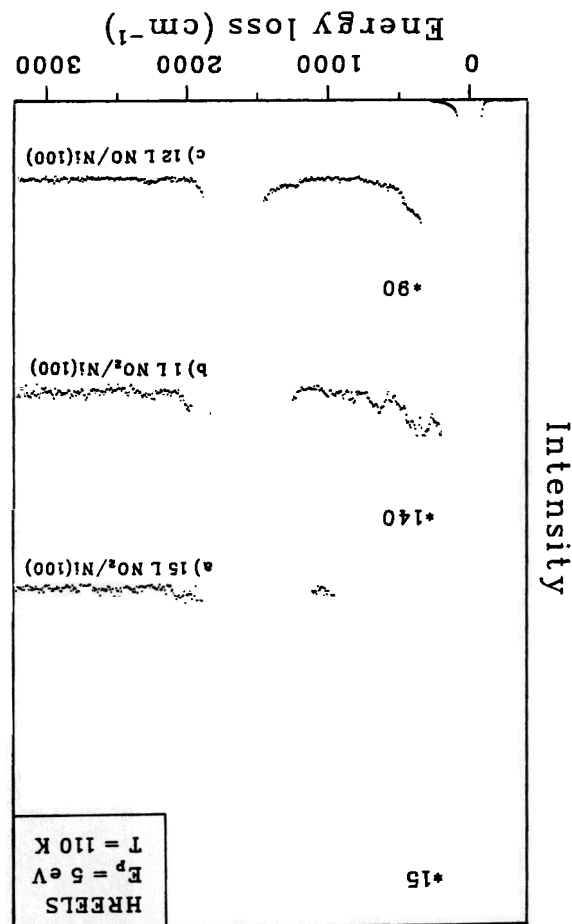 HREELS
Eₚ = 5 eV
T = 110 K
*15
a) 15 L NO₂/Ni(100)
*140
b) 1 L NO₂/Ni(100)
*90
c) 12 L NO/Ni(100)
Intensity
0 1000 2000 3000
Energy loss (cm⁻¹)